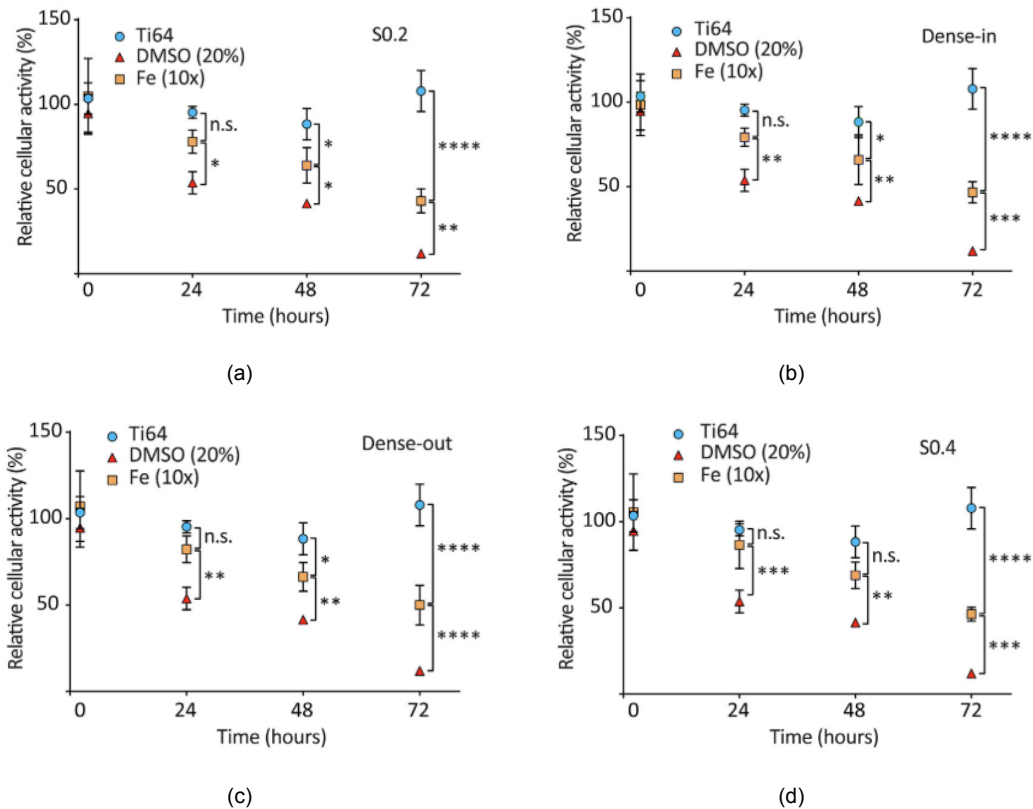 Relative cellular activity (%)
150
100
50
Ti64
DMSO (20%)
Fe (10x)
S0.2
n.s.
*
*
*
****
**
0 24 48 72
Time (hours)
(a)
Relative cellular activity (%)
150
100
50
Ti64
DMSO (20%)
Fe (10x)
Dense-in
n.s.
**
*
**
****
***
0 24 48 72
Time (hours)
(b)
Relative cellular activity (%)
150
100
50
Ti64
DMSO (20%)
Fe (10x)
Dense-out
n.s.
**
*
**
****
****
0 24 48 72
Time (hours)
(c)
Relative cellular activity (%)
150
100
50
Ti64
DMSO (20%)
Fe (10x)
S0.4
n.s.
***
n.s.
**
****
***
0 24 48 72
Time (hours)
(d)